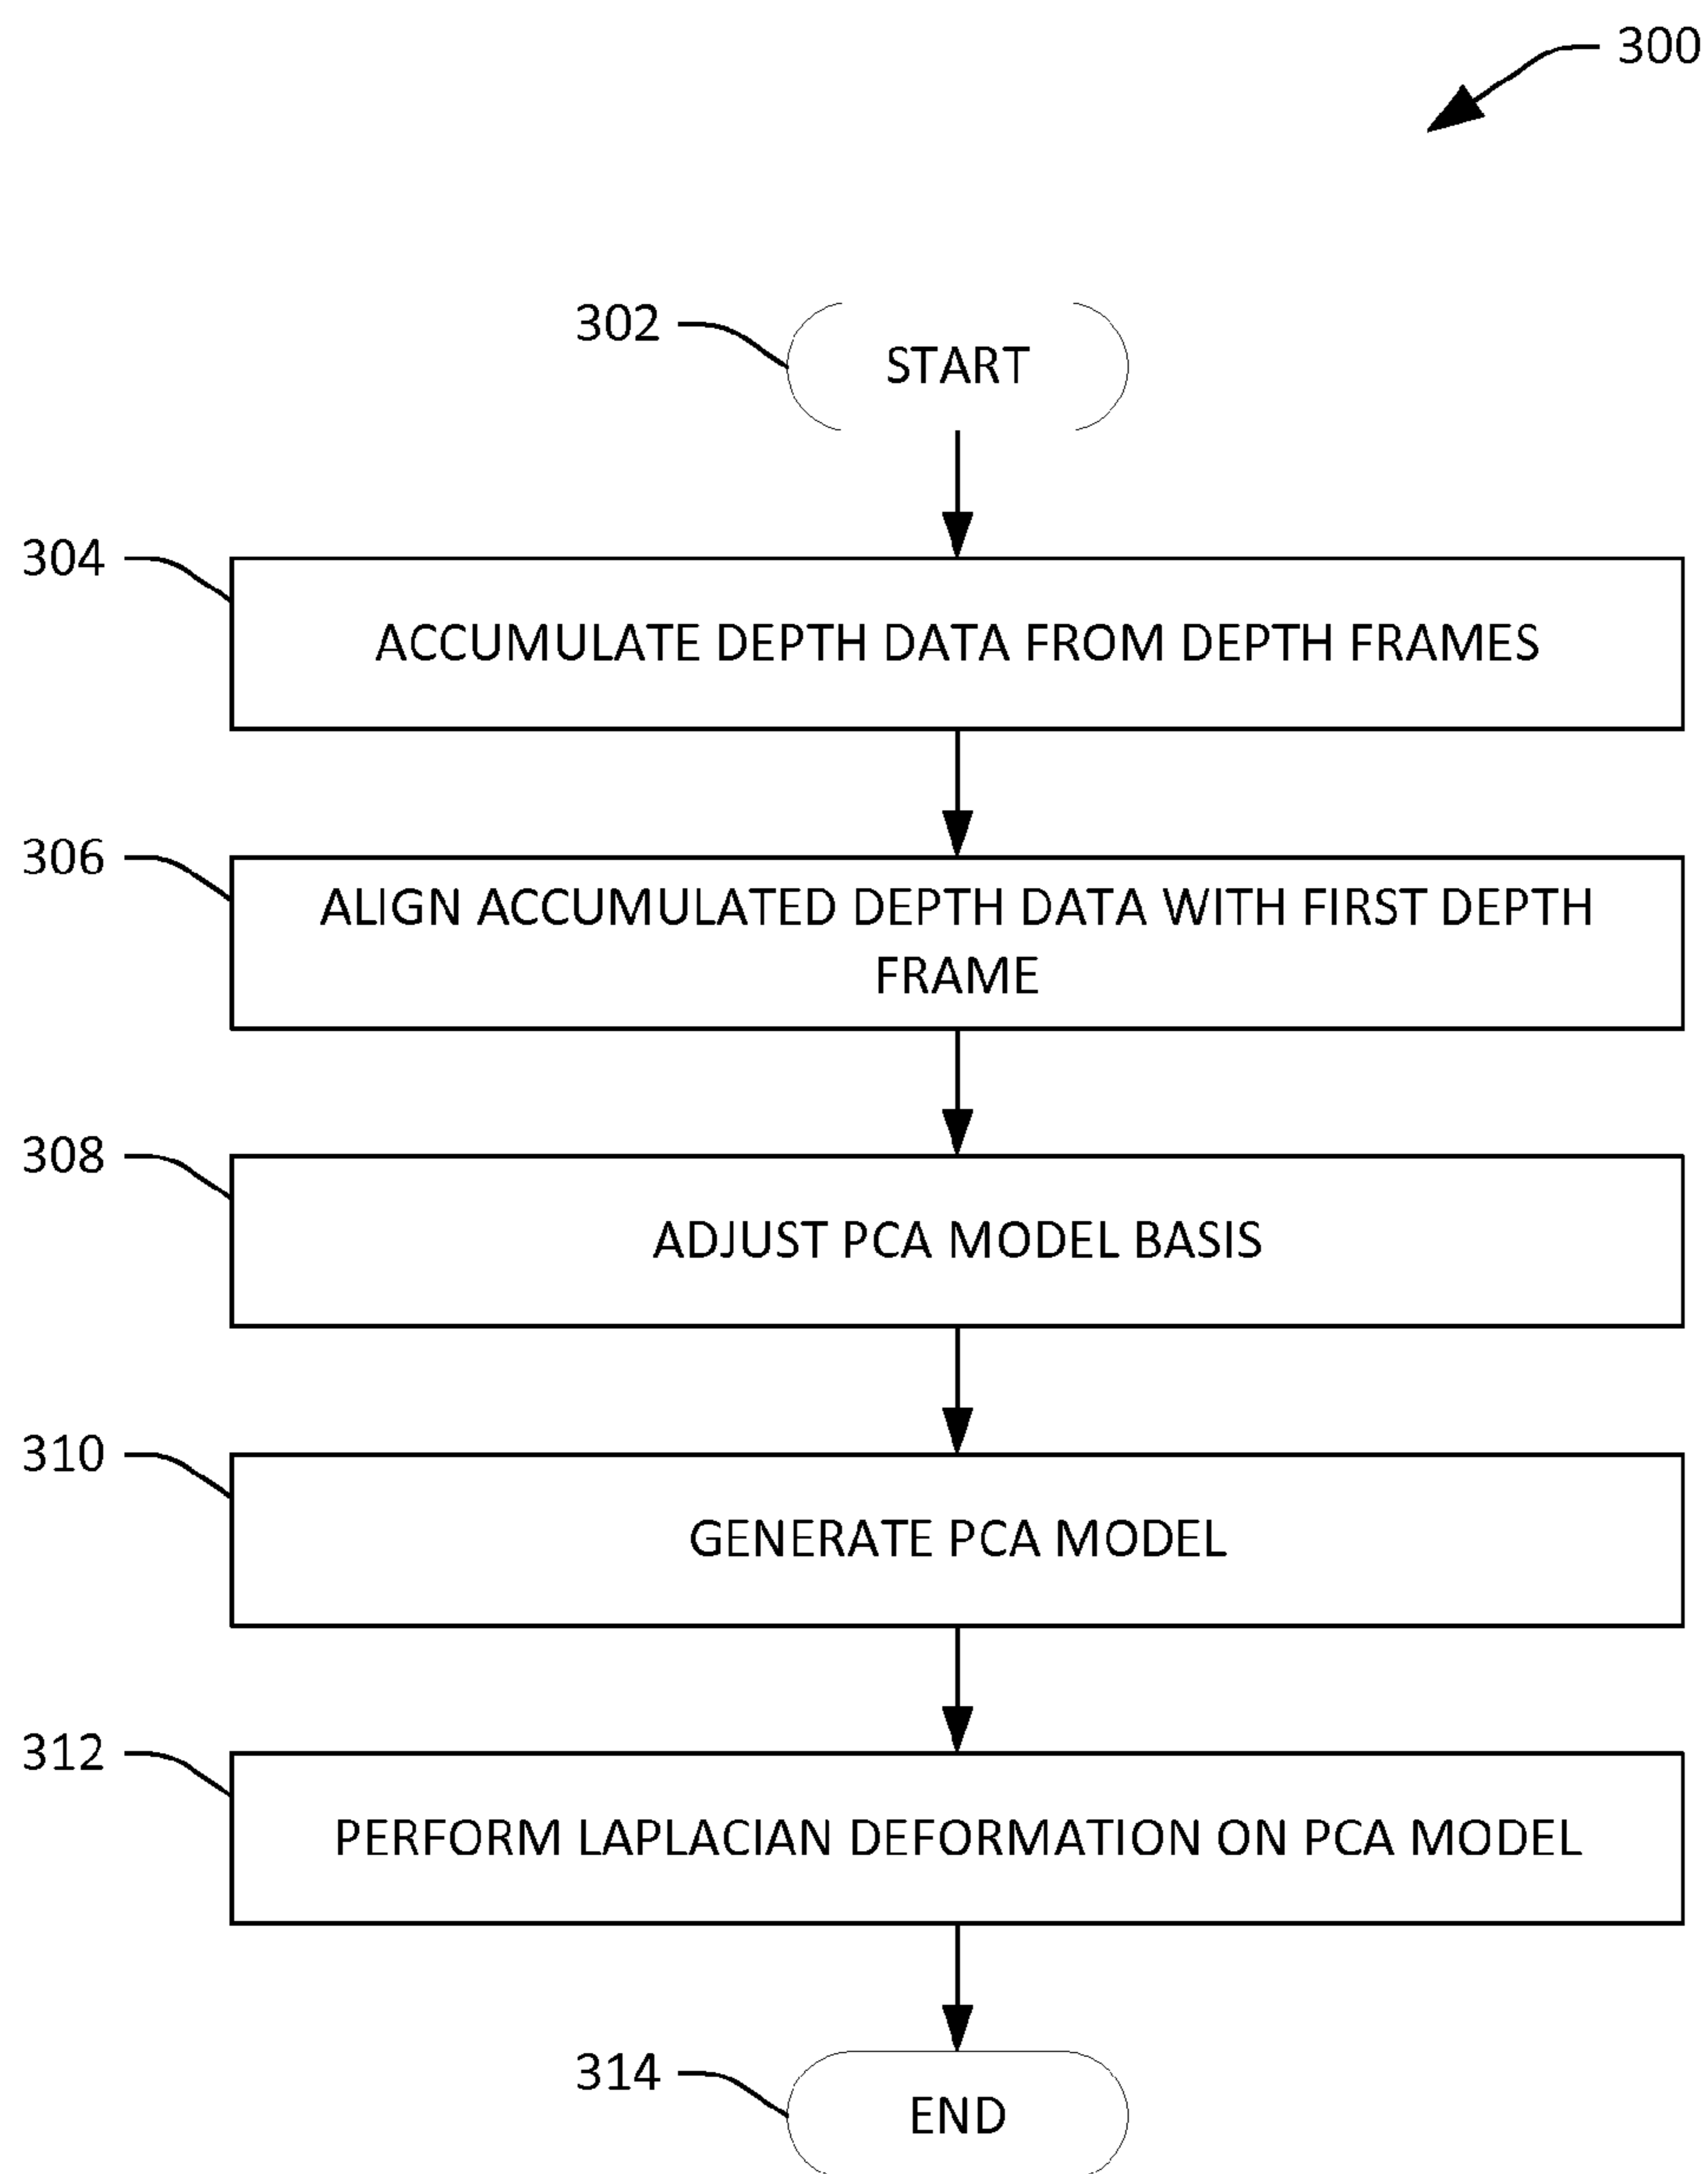 300
302
START
304
ACCUMULATE DEPTH DATA FROM DEPTH FRAMES
306
ALIGN ACCUMULATED DEPTH DATA WITH FIRST DEPTH
FRAME
308
ADJUST PCA MODEL BASIS
310
GENERATE PCA MODEL
312
PERFORM LAPLACIAN DEFORMATION ON PCA MODEL
314
END